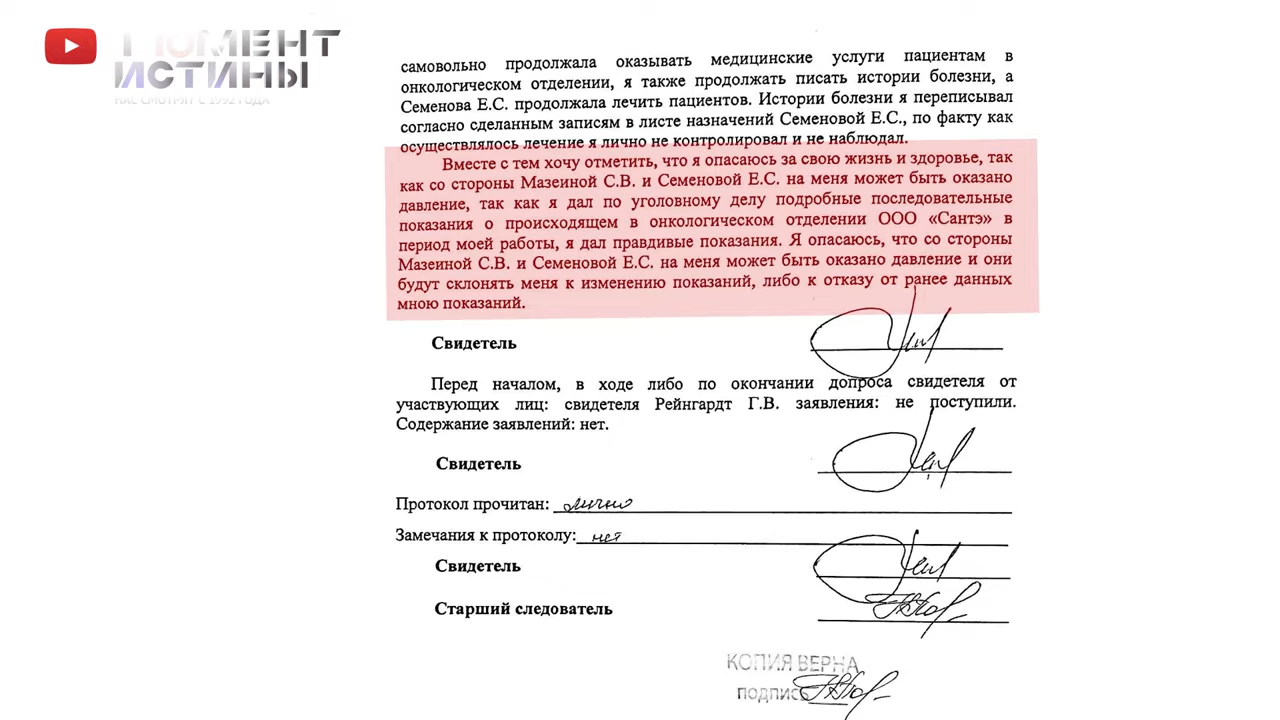 МОМЕНТ
ИСТИНЫ
НАС СМОТРЯТ С 1992 ГОДА
самовольно продолжала оказывать медицинские услуги пациентам в
онкологическом отделении, я также продолжать писать истории болезни, а
Семенова Е.С. продолжала лечить пациентов. Истории болезни я переписывал
согласно сделанным записям в листе назначений Семеновой Е.С., по факту как
осуществлялось лечение я лично не контролировал и не наблюдал.
Вместе с тем хочу отметить, что я опасаюсь за свою жизнь и здоровье, так
как со стороны Мазеиной С.В. и Семеновой Е.С. на меня может быть оказано
давление, так как я дал по уголовному делу подробные последовательные
показания о происходящем в онкологическом отделении ООО «Сантэ» в
период моей работы, я дал правдивые показания. Я опасаюсь, что со стороны
Мазеиной С.В. и Семеновой Е.С. на меня может быть оказано давление и они
будут склонять меня к изменению показаний, либо к отказу от ранее данных
мною показаний.
Свидетель
Перед началом, в ходе либо по окончании допроса свидетеля от
участвующих лиц: свидетеля Рейнгардт Г.В. заявления: не поступили.
Содержание заявлений: нет.
Свидетель
Протокол прочитан: лично
Замечания к протоколу: нет
Свидетель
Старший следователь
КОПИЯ ВЕРНА
ПОДПИСЬ